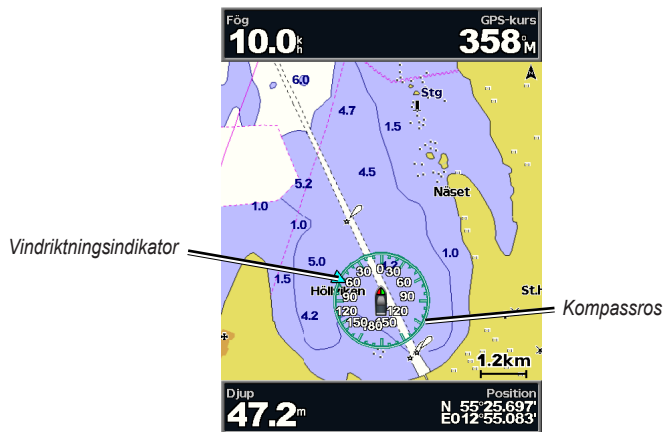 Fög
GPS-kurs
10.0kh
358°M
6.0
Stg
4.7
1.5
4.5
5.2
Näset
1.0
1.0
Vindriktningsindikator
5.0
1.2
1.0
30 0 30
60 60
1.5
Höllviken
St.H
90 90
Kompassros
4.2
120 120
150 180 150
1.2km
Djup
Position
47.2m
N 55°25.697'
E012°55.083'